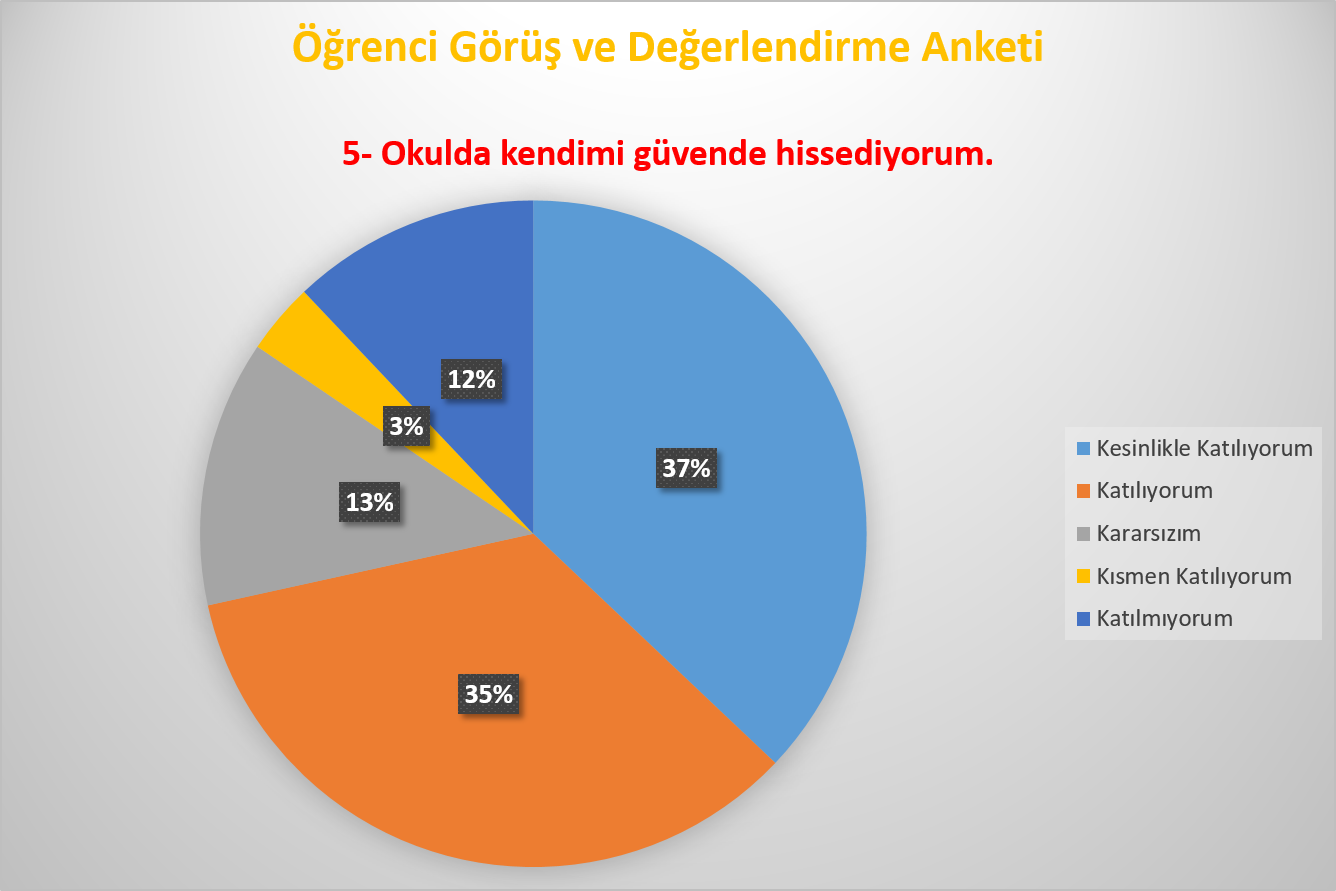 Öğrenci Görüş ve Değerlendirme Anketi
5- Okulda kendimi güvende hissediyorum.
12%
3%
37%
13%
35%
Kesinlikle Katılıyorum
Katılıyorum
Kararsızım
Kısmen Katılıyorum
Katılmıyorum